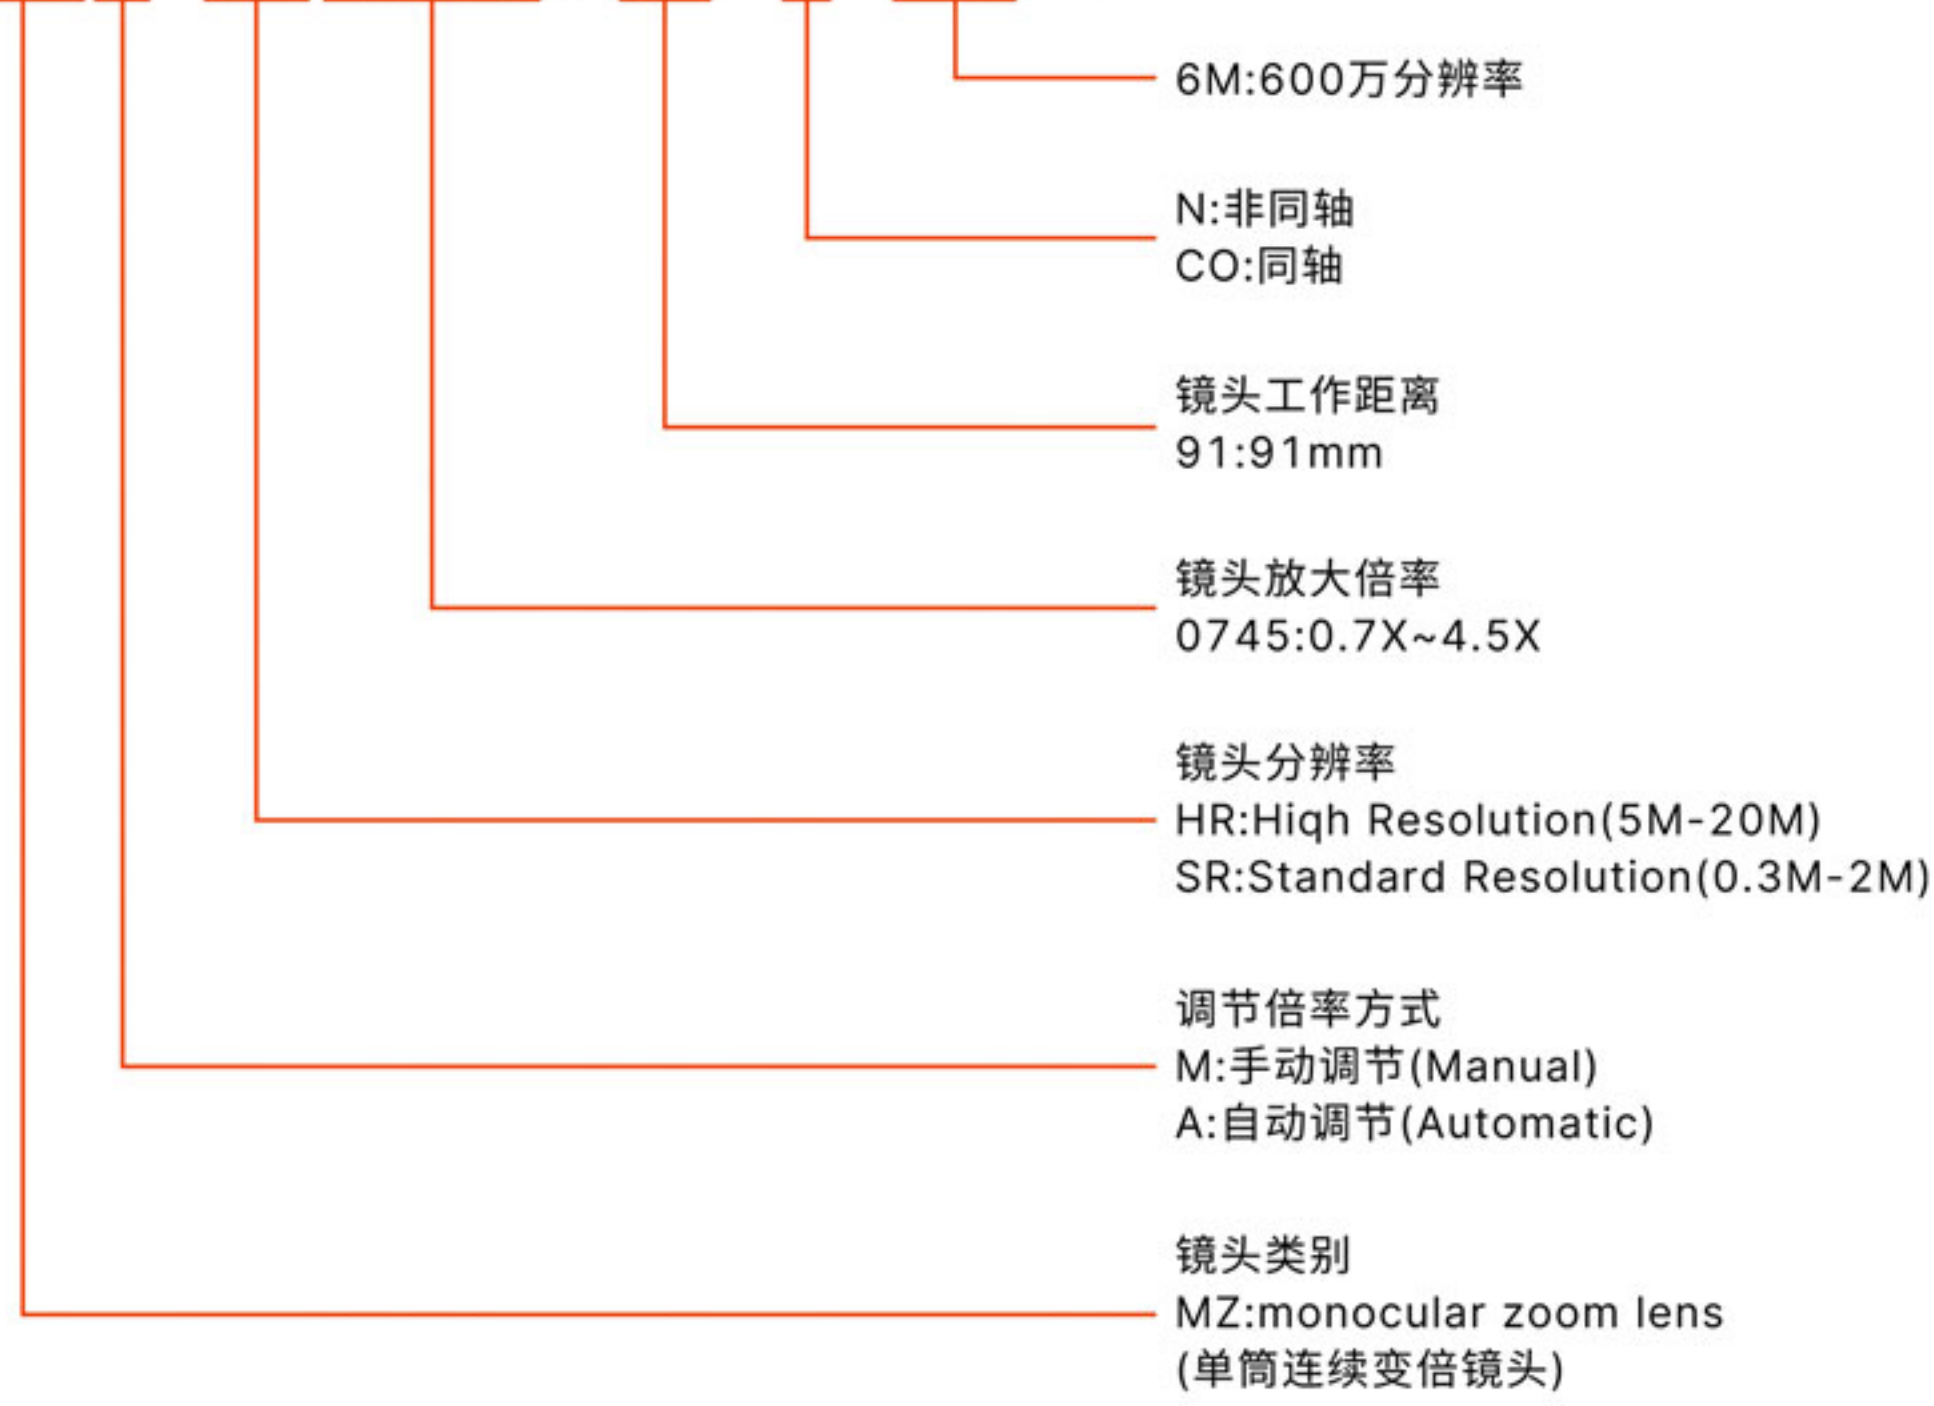 6M:600万分辨率
N:非同轴
CO:同轴
镜头工作距离
91:91mm
镜头放大倍率
0745:0.7X~4.5X
镜头分辨率
HR:Hiqh Resolution(5M-20M)
SR:Standard Resolution(0.3M-2M)
调节倍率方式
M:手动调节(Manual)
A:自动调节(Automatic)
镜头类别
MZ:monocular zoom lens
(单筒连续变倍镜头)